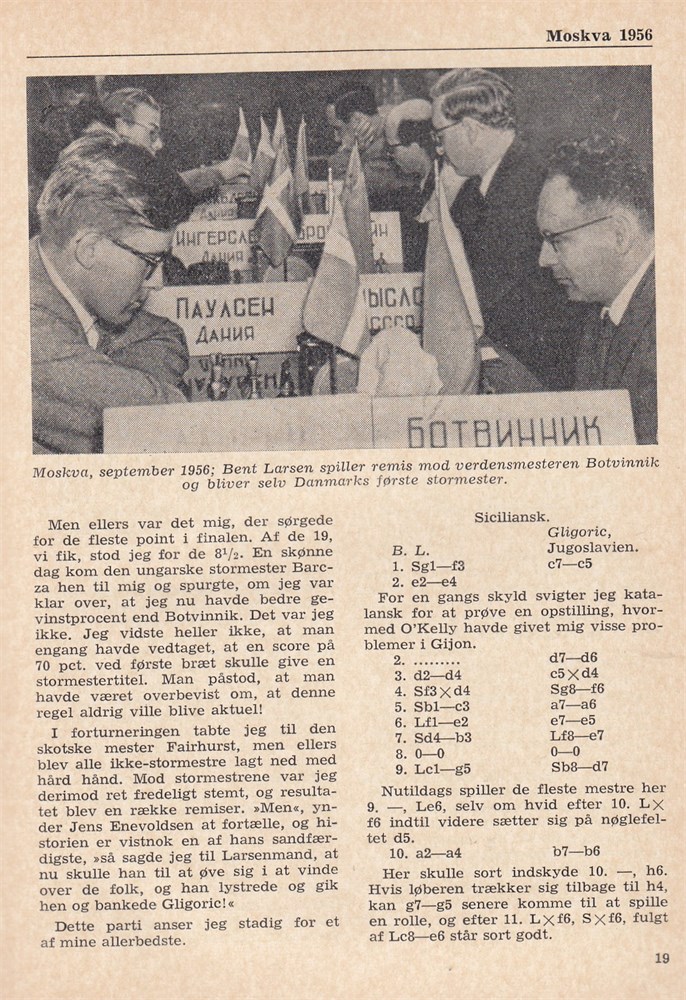 Moskva 1956
ДАНИЯ
ИНГЕРСЛЕ
ДАНИЯ
ПАУЛСЕН
ДАНИЯ
СССР
БОТВИННИК
Moskva, september 1956; Bent Larsen spiller remis mod verdensmesteren Botvinnik
og bliver selv Danmarks første stormester.
Men ellers var det mig, der sørgede
for de fleste point i finalen. Af de 19,
vi fik, stod jeg for de 8¹/₂. En skønne
dag kom den ungarske stormester Barc-
za hen til mig og spurgte, om jeg var
klar over, at jeg nu havde bedre ge-
vinstprocent end Botvinnik. Det var jeg
ikke. Jeg vidste heller ikke, at man
engang havde vedtaget, at en score på
70 pct. ved første bræt skulle give en
stormestertitel. Man påstod, at man
havde været overbevist om, at denne
regel aldrig ville blive aktuel!
I forturneringen tabte jeg til den
skotske mester Fairhurst, men ellers
blev alle ikke-stormestre lagt ned med
hård hånd. Mod stormestrene var jeg
derimod ret fredeligt stemt, og resulta-
tet blev en række remiser. »Men«, yn-
der Jens Enevoldsen at fortælle, og hi-
storien er vistnok en af hans sandfær-
digste, »så sagde jeg til Larsenmand, at
nu skulle han til at øve sig i at vinde
over de folk, og han lystrede og gik
hen og bankede Gligoric!«
Dette parti anser jeg stadig for et
af mine allerbedste.
Siciliansk.
Gligoric,
B. L. Jugoslavien.
1. Sg1—f3 c7—c5
2. e2—e4
For en gangs skyld svigter jeg kata-
lansk for at prøve en opstilling, hvor-
med O'Kelly havde givet mig visse pro-
blemer i Gijon.
2. ......... d7—d6
3. d2—d4 c5×d4
4. Sf3×d4 Sg8—f6
5. Sb1—c3 a7—a6
6. Lf1—e2 e7—e5
7. Sd4—b3 Lf8—e7
8. 0—0 0—0
9. Lc1—g5 Sb8—d7
Nutildags spiller de fleste mestre her
9. —, Le6, selv om hvid efter 10. L×
f6 indtil videre sætter sig på nøglefel-
tet d5.
10. a2—a4 b7—b6
Her skulle sort indskyde 10. —, h6.
Hvis løberen trækker sig tilbage til h4,
kan g7—g5 senere komme til at spille
en rolle, og efter 11. L×f6, S×f6, fulgt
af Lc8—e6 står sort godt.
19